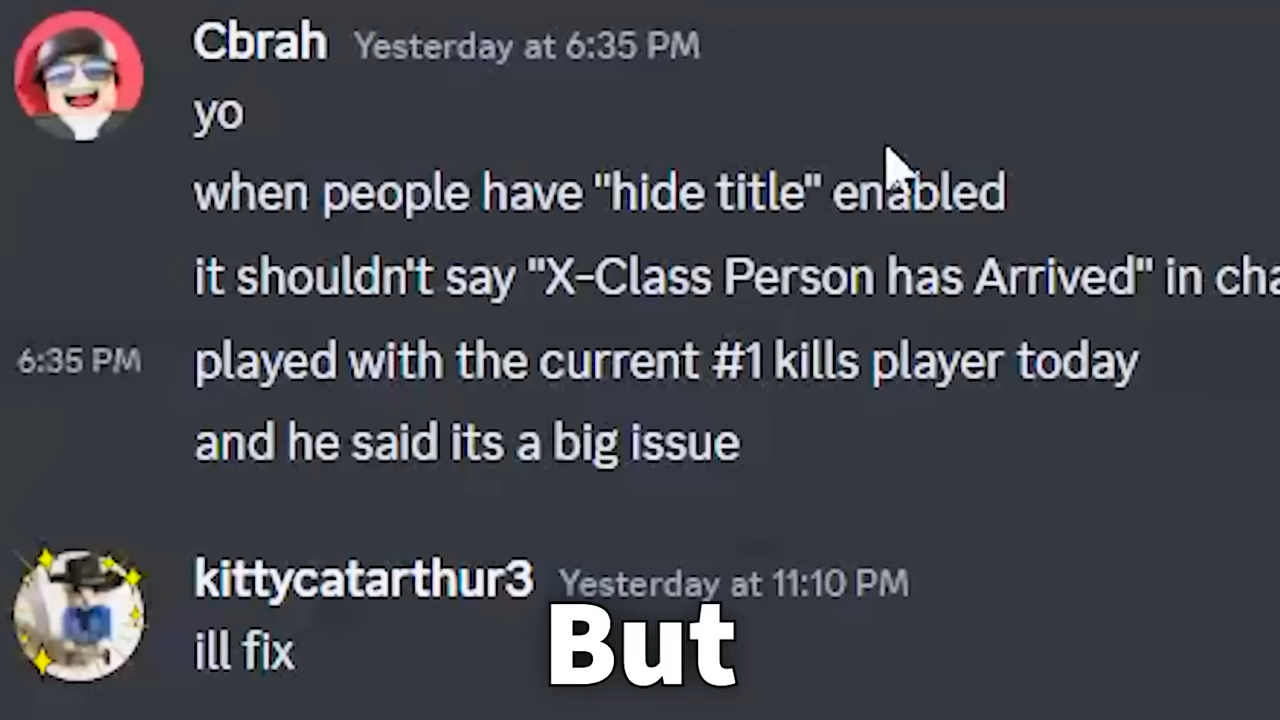 Cbrah Yesterday at 6:35 PM
yo
when people have "hide title" enabled
it shouldn't say "X-Class Person has Arrived" in cha
6:35 PM played with the current #1 kills player today
and he said its a big issue
kittycatarthur3 Yesterday at 11:10 PM
ill fix
But